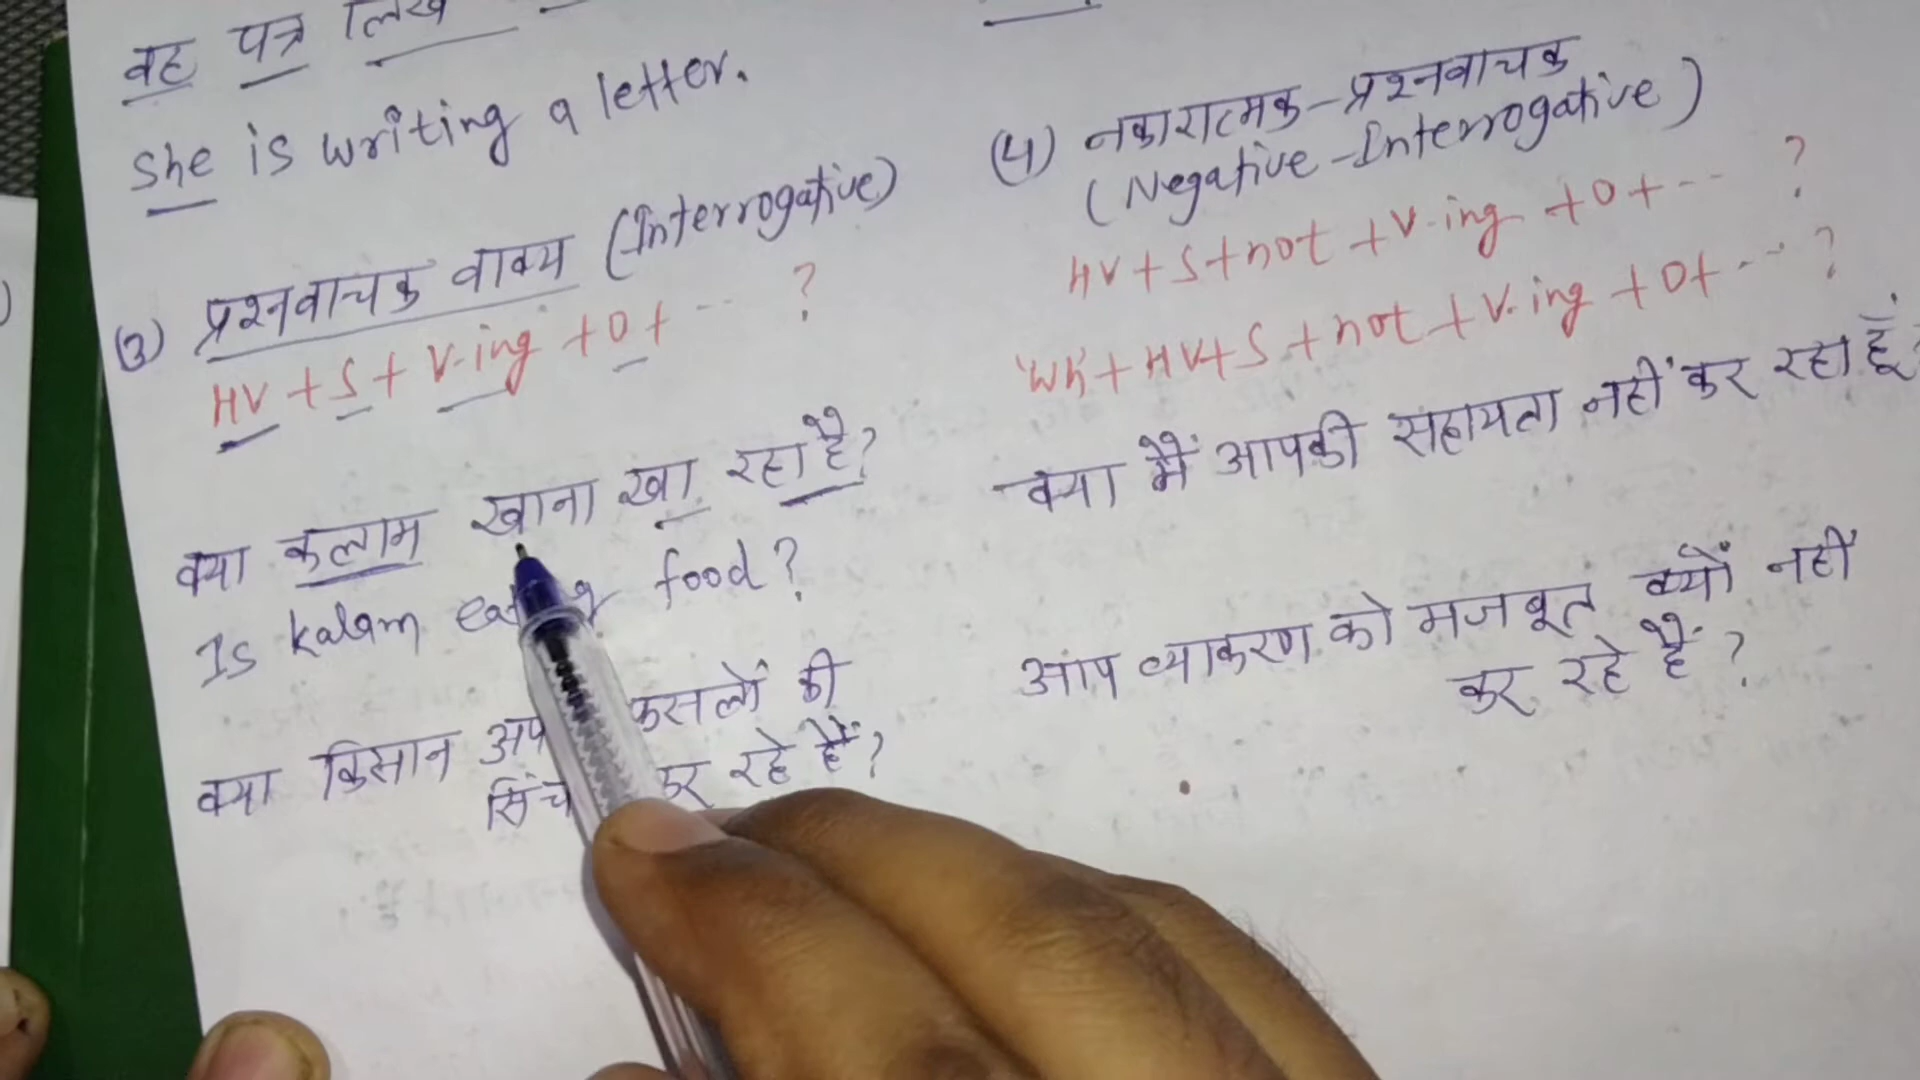 वह पत्र लिख
She is writing a letter.
(3) प्रश्नवाचक वाक्य (Interrogative)
HV + S + V-ing + O + -- ?
क्या कलाम खाना खा रहा है?
Is kalam food?
क्या किसान फसलों की
कर रहे हैं?
(4) नकारात्मक-प्रश्नवाचक
(Negative-Interrogative)
HV + S + not + V-ing + O + -- ?
'Wh' + HV + S + not + V-ing + O + -- ?
क्या मैं आपकी सहायता नहीं कर रहा हूँ?
आप व्याकरण को मजबूत क्यों नहीं
कर रहे हैं?